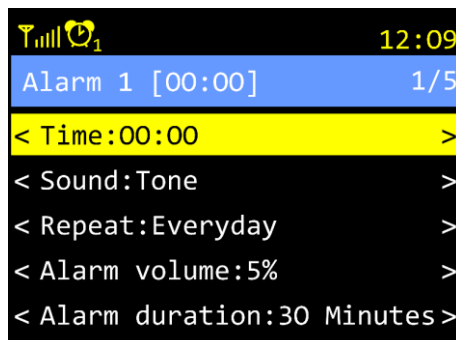 1 12:09
Alarm 1 [00:00] 1/5
< Time:00:00 >
< Sound:Tone >
< Repeat:Everyday >
< Alarm volume:5% >
< Alarm duration:30 Minutes >